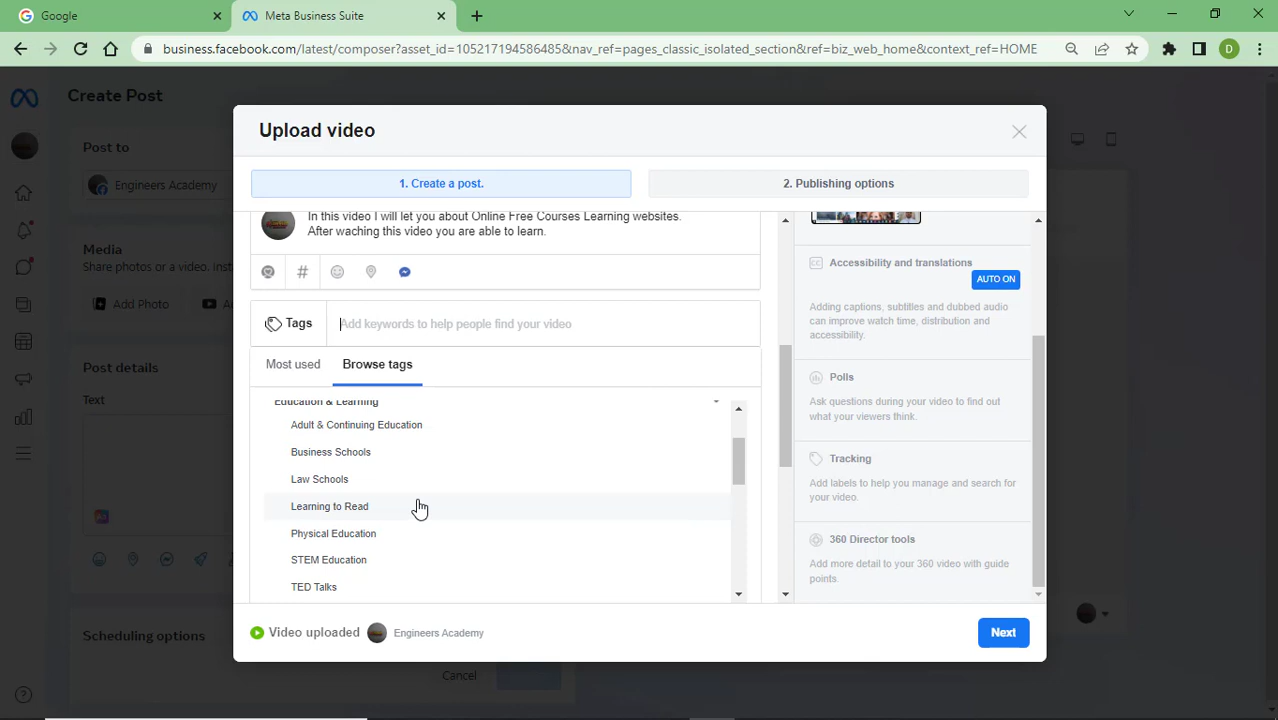 Google
Meta Business Suite
business.facebook.com/latest/composer?asset_id=105217194586485&nav_ref=pages_classic_isolated_section&ref=biz_web_home&context_ref=HOME
D
Create Post
Post to
Engineers Academy
Media
Share photos or a video. inst
Add Photo
Post details
Text
Scheduling options
Cancel
Upload video
1. Create a post.
2. Publishing options
In this video I will let you about Online Free Courses Learning websites.
After waching this video you are able to learn.
Tags
Add keywords to help people find your video
Most used
Browse tags
Education & Learning
Adult & Continuing Education
Business Schools
Law Schools
Learning to Read
Physical Education
STEM Education
TED Talks
CC
Accessibility and translations
AUTO ON
Adding captions, subtitles and dubbed audio
can improve watch time, distribution and
accessibility.
Polls
Ask questions during your video to find out
what your viewers think.
Tracking
Add labels to help you manage and search for
your video.
360 Director tools
Add more detail to your 360 video with guide
points.
Video uploaded
Engineers Academy
Next